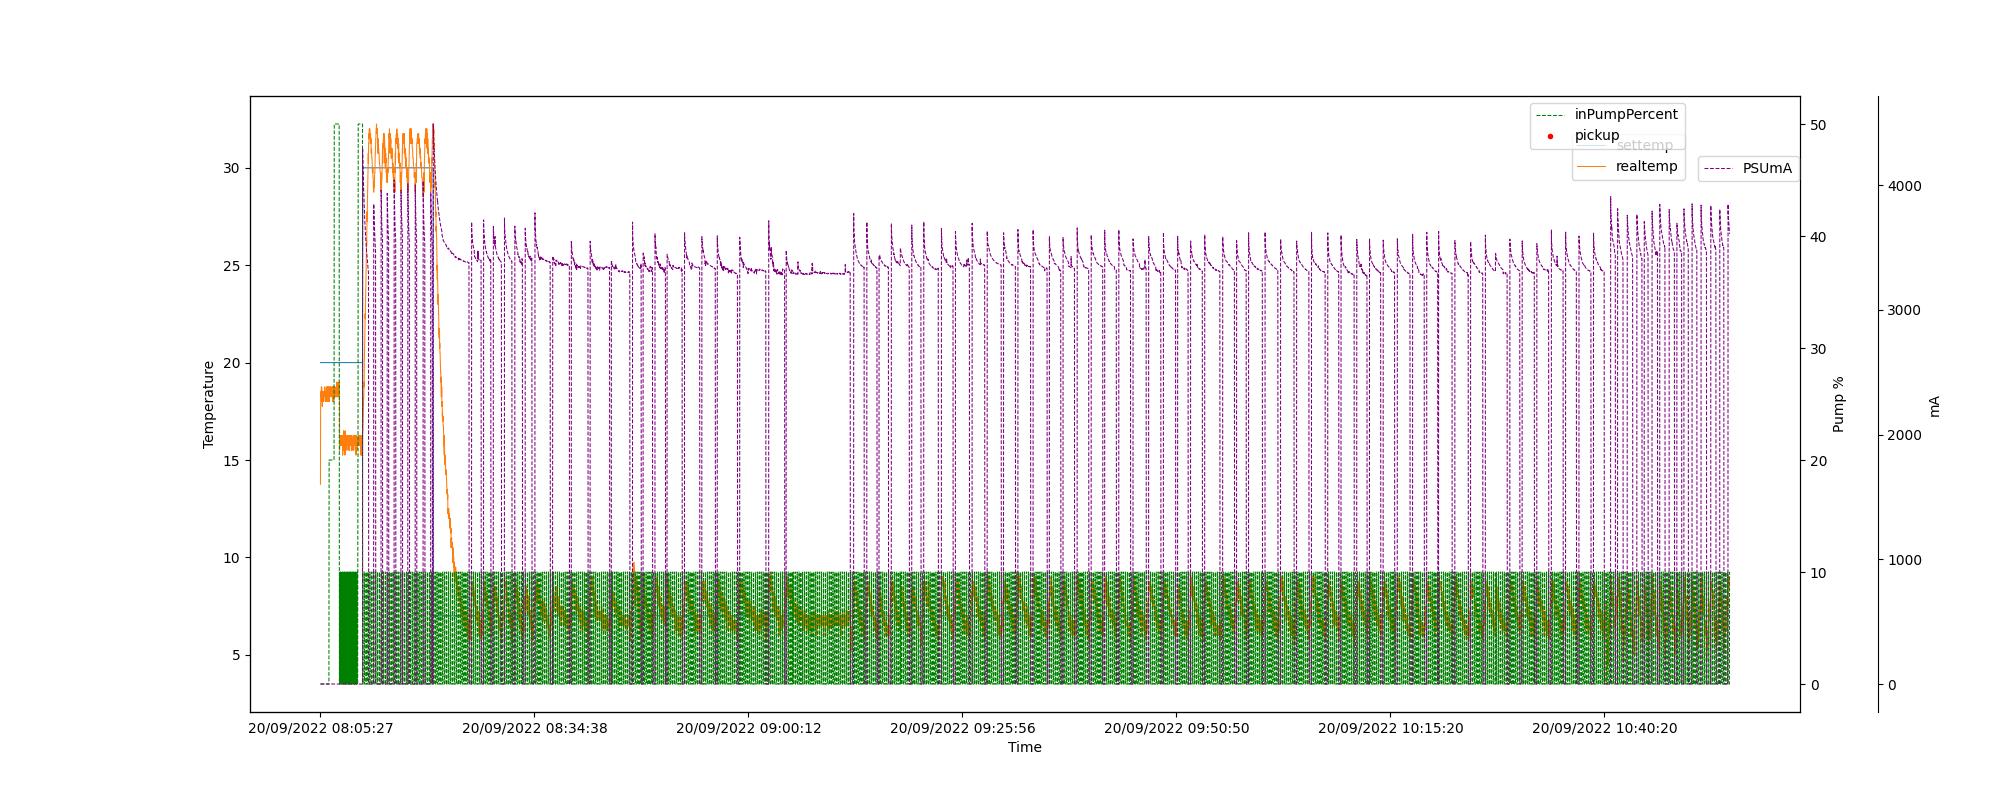 inPumpPercent
pickup
settemp
realtemp
PSUmA
30
25
20
15
10
5
Temperature
50
40
30
20
10
0
Pump %
4000
3000
2000
1000
0
mA
20/09/2022 08:05:27
20/09/2022 08:34:38
20/09/2022 09:00:12
20/09/2022 09:25:56
20/09/2022 09:50:50
20/09/2022 10:15:20
20/09/2022 10:40:20
Time